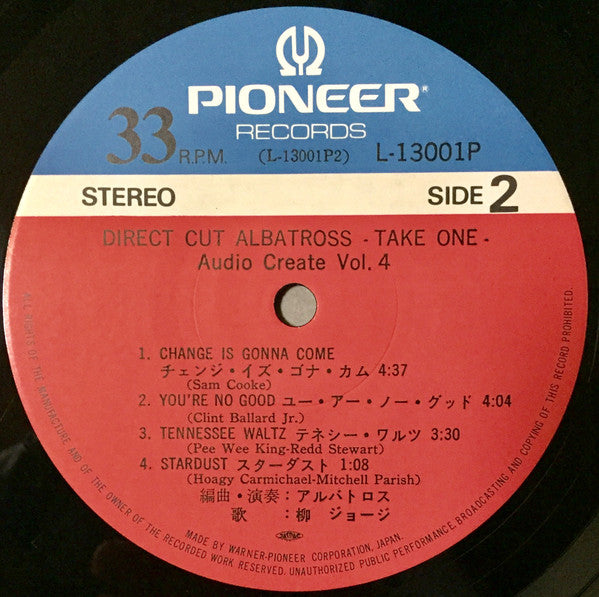 PIONEER®
RECORDS
33 R.P.M. (L-13001P2) L-13001P
STEREO SIDE 2
DIRECT CUT ALBATROSS - TAKE ONE -
Audio Create Vol. 4
1. CHANGE IS GONNA COME
チェンジ・イズ・ゴナ・カム 4:37
(Sam Cooke)
2. YOU'RE NO GOOD ユー・アー・ノー・グッド 4:04
(Clint Ballard Jr.)
3. TENNESSEE WALTZ テネシー・ワルツ 3:30
(Pee Wee King-Redd Stewart)
4. STARDUST スターダスト 1:08
(Hoagy Carmichael-Mitchell Parish)
編曲・演奏：アルバトロス
歌：柳 ジョージ
MADE BY WARNER-PIONEER CORPORATION, JAPAN.
ALL RIGHTS OF THE MANUFACTURE AND OF THE OWNER OF THE RECORDED WORK RESERVED. UNAUTHORIZED PUBLIC PERFORMANCE, BROADCASTING AND COPYING OF THIS RECORD PROHIBITED.